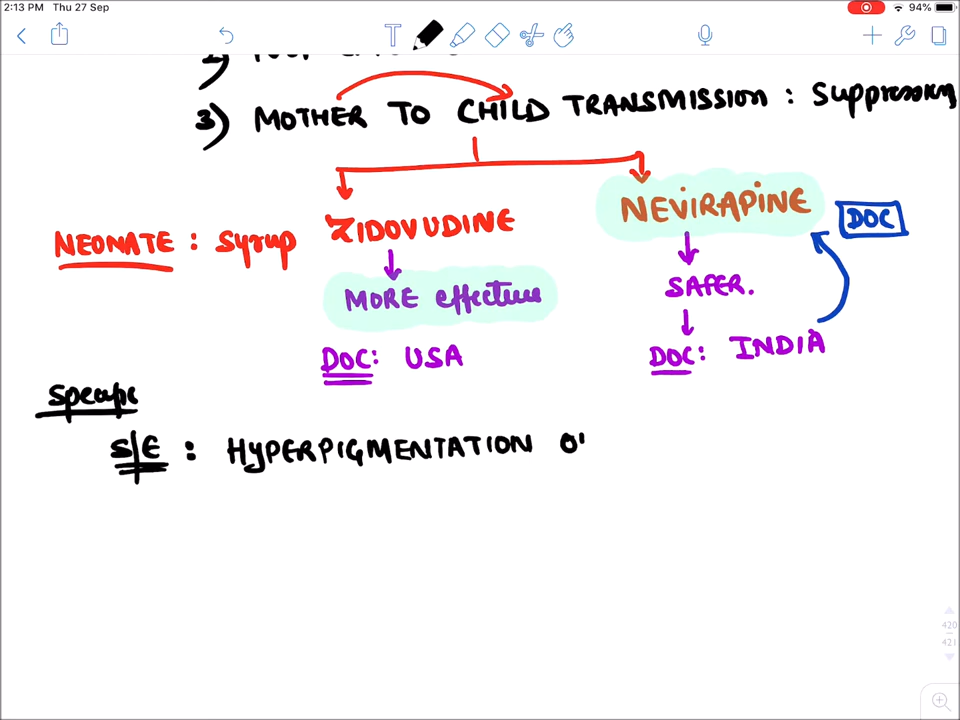 2:13 PM Thu 27 Sep 94%
3) MOTHER TO CHILD TRANSMISSION : Suppression
NEONATE : Syrup ZIDOVUDINE NEVIRAPINE DOC
MORE effective SAFER.
DOC: USA DOC: INDIA
Specific
S/E : HYPERPIGMENTATION O
420
421